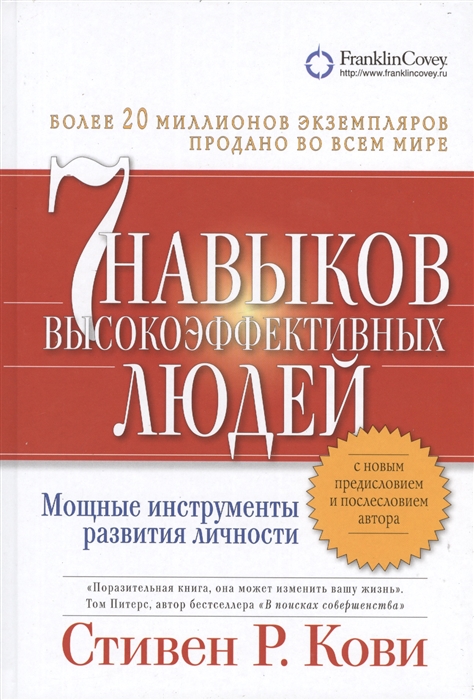 FranklinCovey
http://www.franklincovey.ru
БОЛЕЕ 20 МИЛЛИОНОВ ЭКЗЕМПЛЯРОВ
ПРОДАНО ВО ВСЕМ МИРЕ
7 НАВЫКОВ
ВЫСОКОЭФФЕКТИВНЫХ
ЛЮДЕЙ
Мощные инструменты
развития личности
с новым
предисловием
и послесловием
автора
«Поразительная книга, она может изменить вашу жизнь».
Том Питерс, автор бестселлера «В поисках совершенства»
Стивен Р. Кови